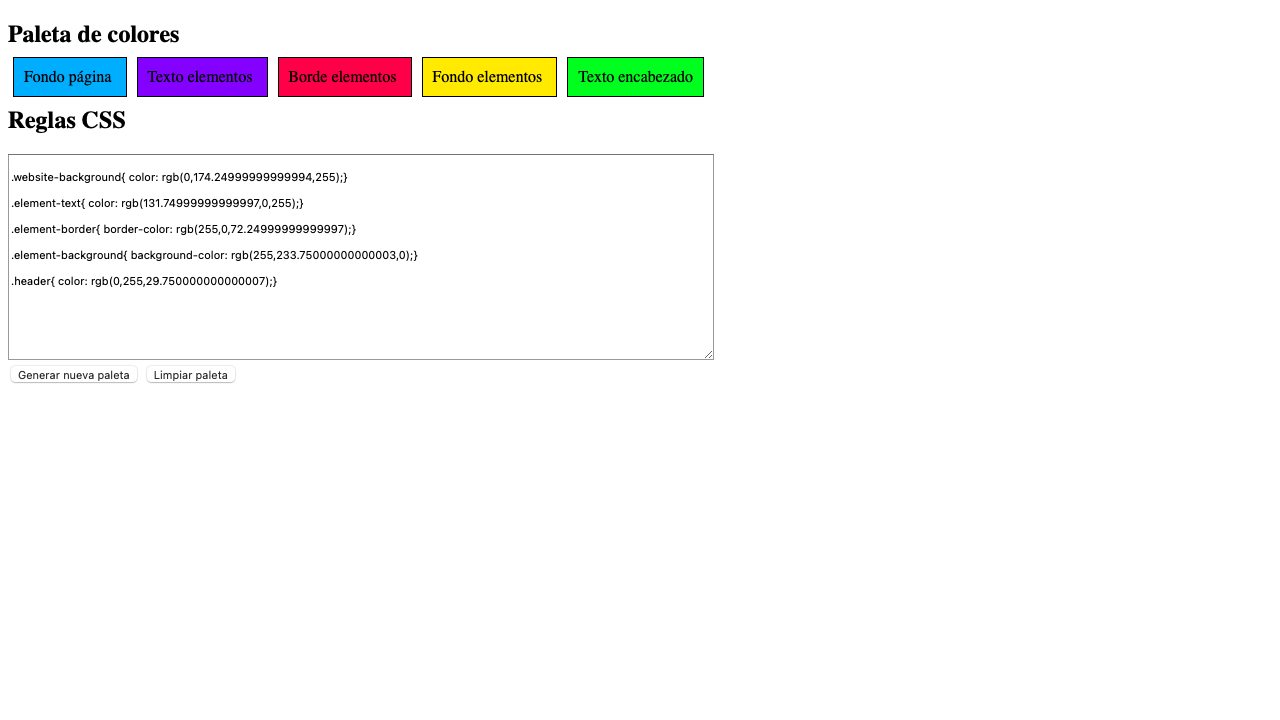 Paleta de colores
Fondo página Texto elementos Borde elementos Fondo elementos Texto encabezado
Reglas CSS
.website-background{ color: rgb(0,174.24999999999994,255);}
.element-text{ color: rgb(131.74999999999997,0,255);}
.element-border{ border-color: rgb(255,0,72.24999999999997);}
.element-background{ background-color: rgb(255,233.75000000000003,0);}
.header{ color: rgb(0,255,29.750000000000007);}
Generar nueva paleta Limpiar paleta